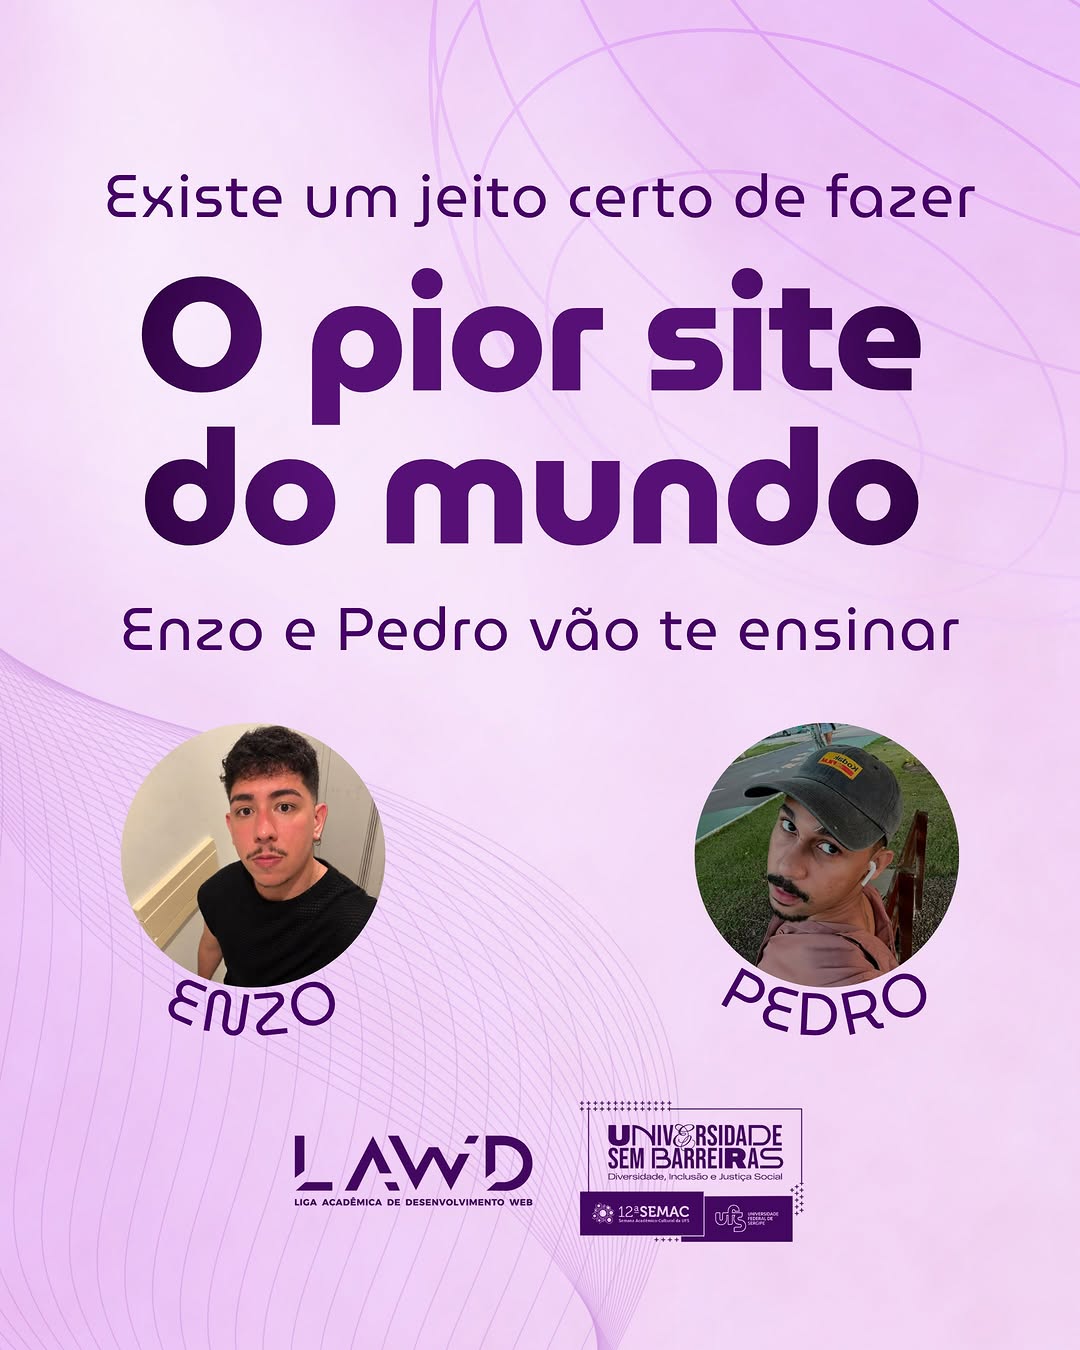 Existe um jeito certo de fazer
O pior site
do mundo
Enzo e Pedro vão te ensinar
Kodak
ENZO
PEDRO
LAWD
LIGA ACADÊMICA DE DESENVOLVIMENTO WEB
UNIVERSIDADE
SEM BARREIRAS
Diversidade, Inclusão e Justiça Social
12ª SEMAC
Semana Acadêmico-Cultural da UFS
ufs
UNIVERSIDADE
FEDERAL DE
SERGIPE